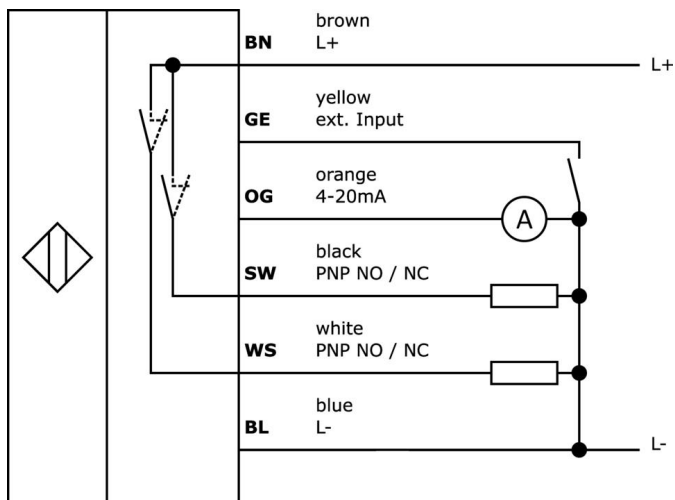 brown
BN L+
L+
yellow
GE ext. Input
orange
OG 4-20mA
A
black
SW PNP NO / NC
white
WS PNP NO / NC
blue
BL L-
L-